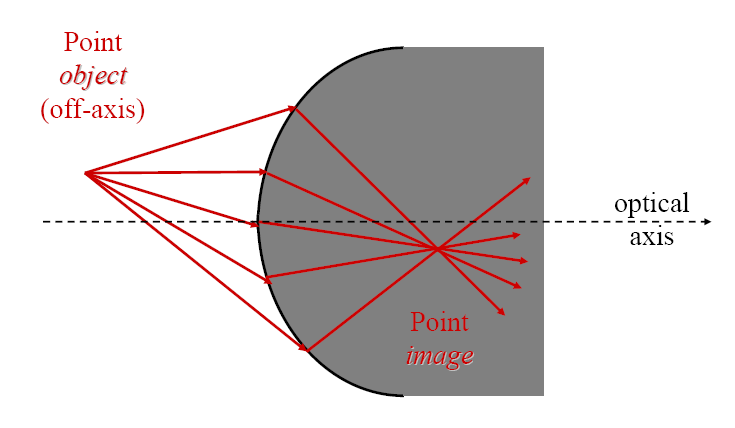 Point
object
(off-axis)
optical
axis
Point
image